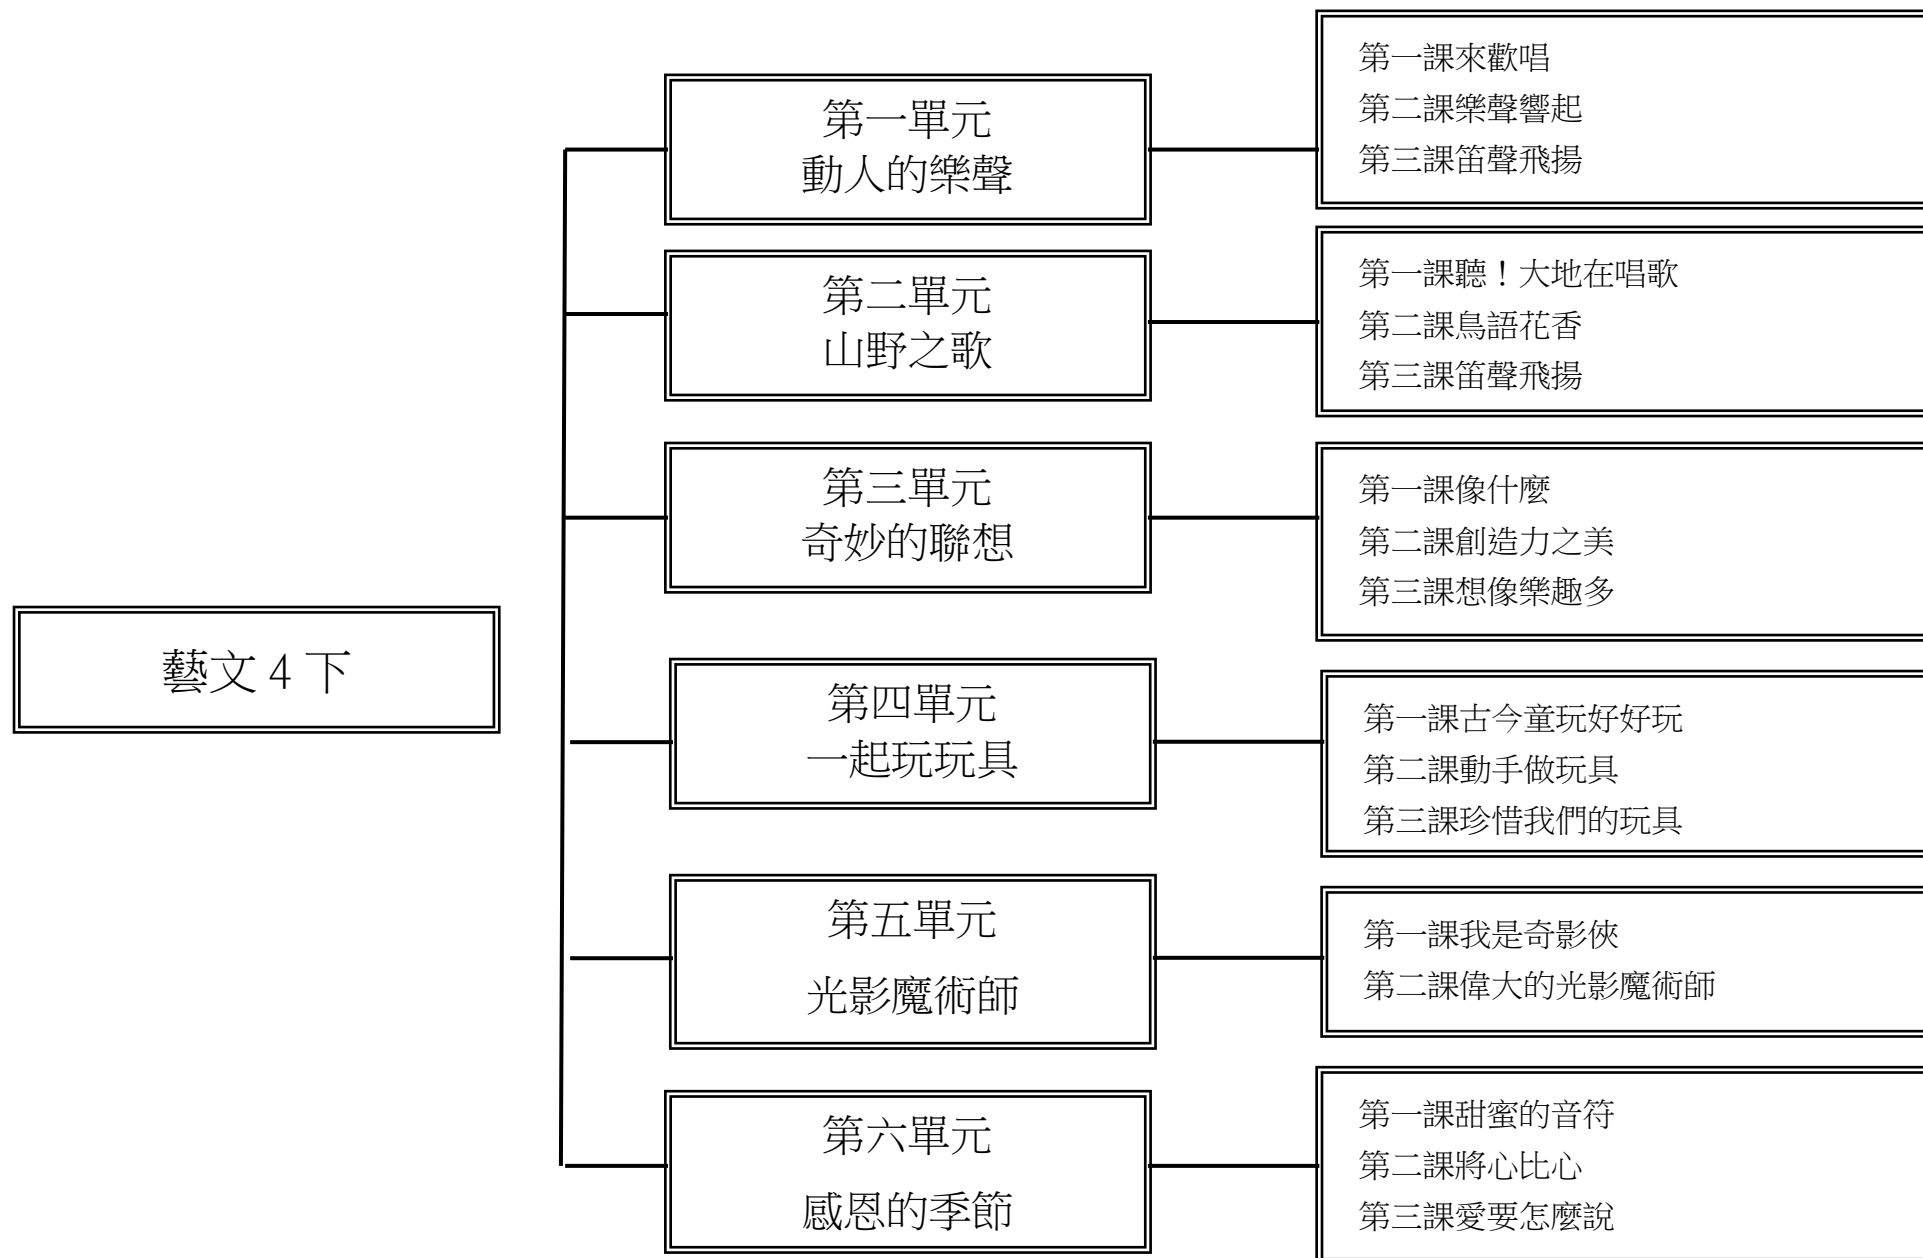 藝文4下
第一單元
動人的樂聲
第一課來歡唱
第二課樂聲響起
第三課笛聲飛揚
第二單元
山野之歌
第一課聽！大地在唱歌
第二課鳥語花香
第三課笛聲飛揚
第三單元
奇妙的聯想
第一課像什麼
第二課創造力之美
第三課想像樂趣多
第四單元
一起玩玩具
第一課古今童玩好好玩
第二課動手做玩具
第三課珍惜我們的玩具
第五單元
光影魔術師
第一課我是奇影俠
第二課偉大的光影魔術師
第六單元
感恩的季節
第一課甜蜜的音符
第二課將心比心
第三課愛要怎麼說